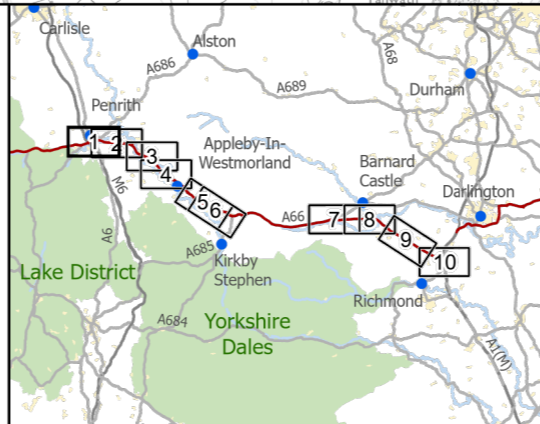 Carlisle
Alston
A686
A68
A689
Durham
Penrith
1
2
3
4
5
6
Appleby-In-
Westmorland
Barnard
Castle
Darlington
M6
A66
7
8
9
10
A6
A685
Kirkby
Stephen
Lake District
Richmond
A684
Yorkshire
Dales
A1(M)